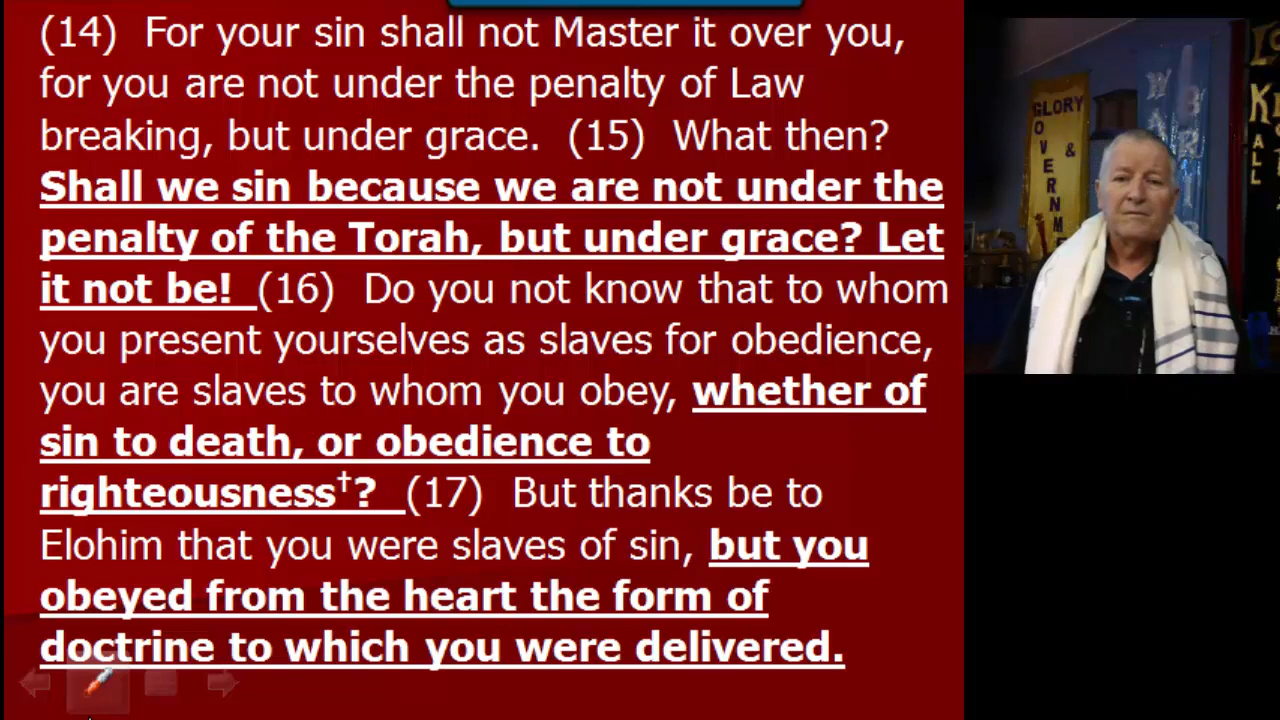 (14) For your sin shall not Master it over you,
for you are not under the penalty of Law
breaking, but under grace. (15) What then?
Shall we sin because we are not under the
penalty of the Torah, but under grace? Let
it not be! (16) Do you not know that to whom
you present yourselves as slaves for obedience,
you are slaves to whom you obey, whether of
sin to death, or obedience to
righteousness†? (17) But thanks be to
Elohim that you were slaves of sin, but you
obeyed from the heart the form of
doctrine to which you were delivered.
GLORY
&